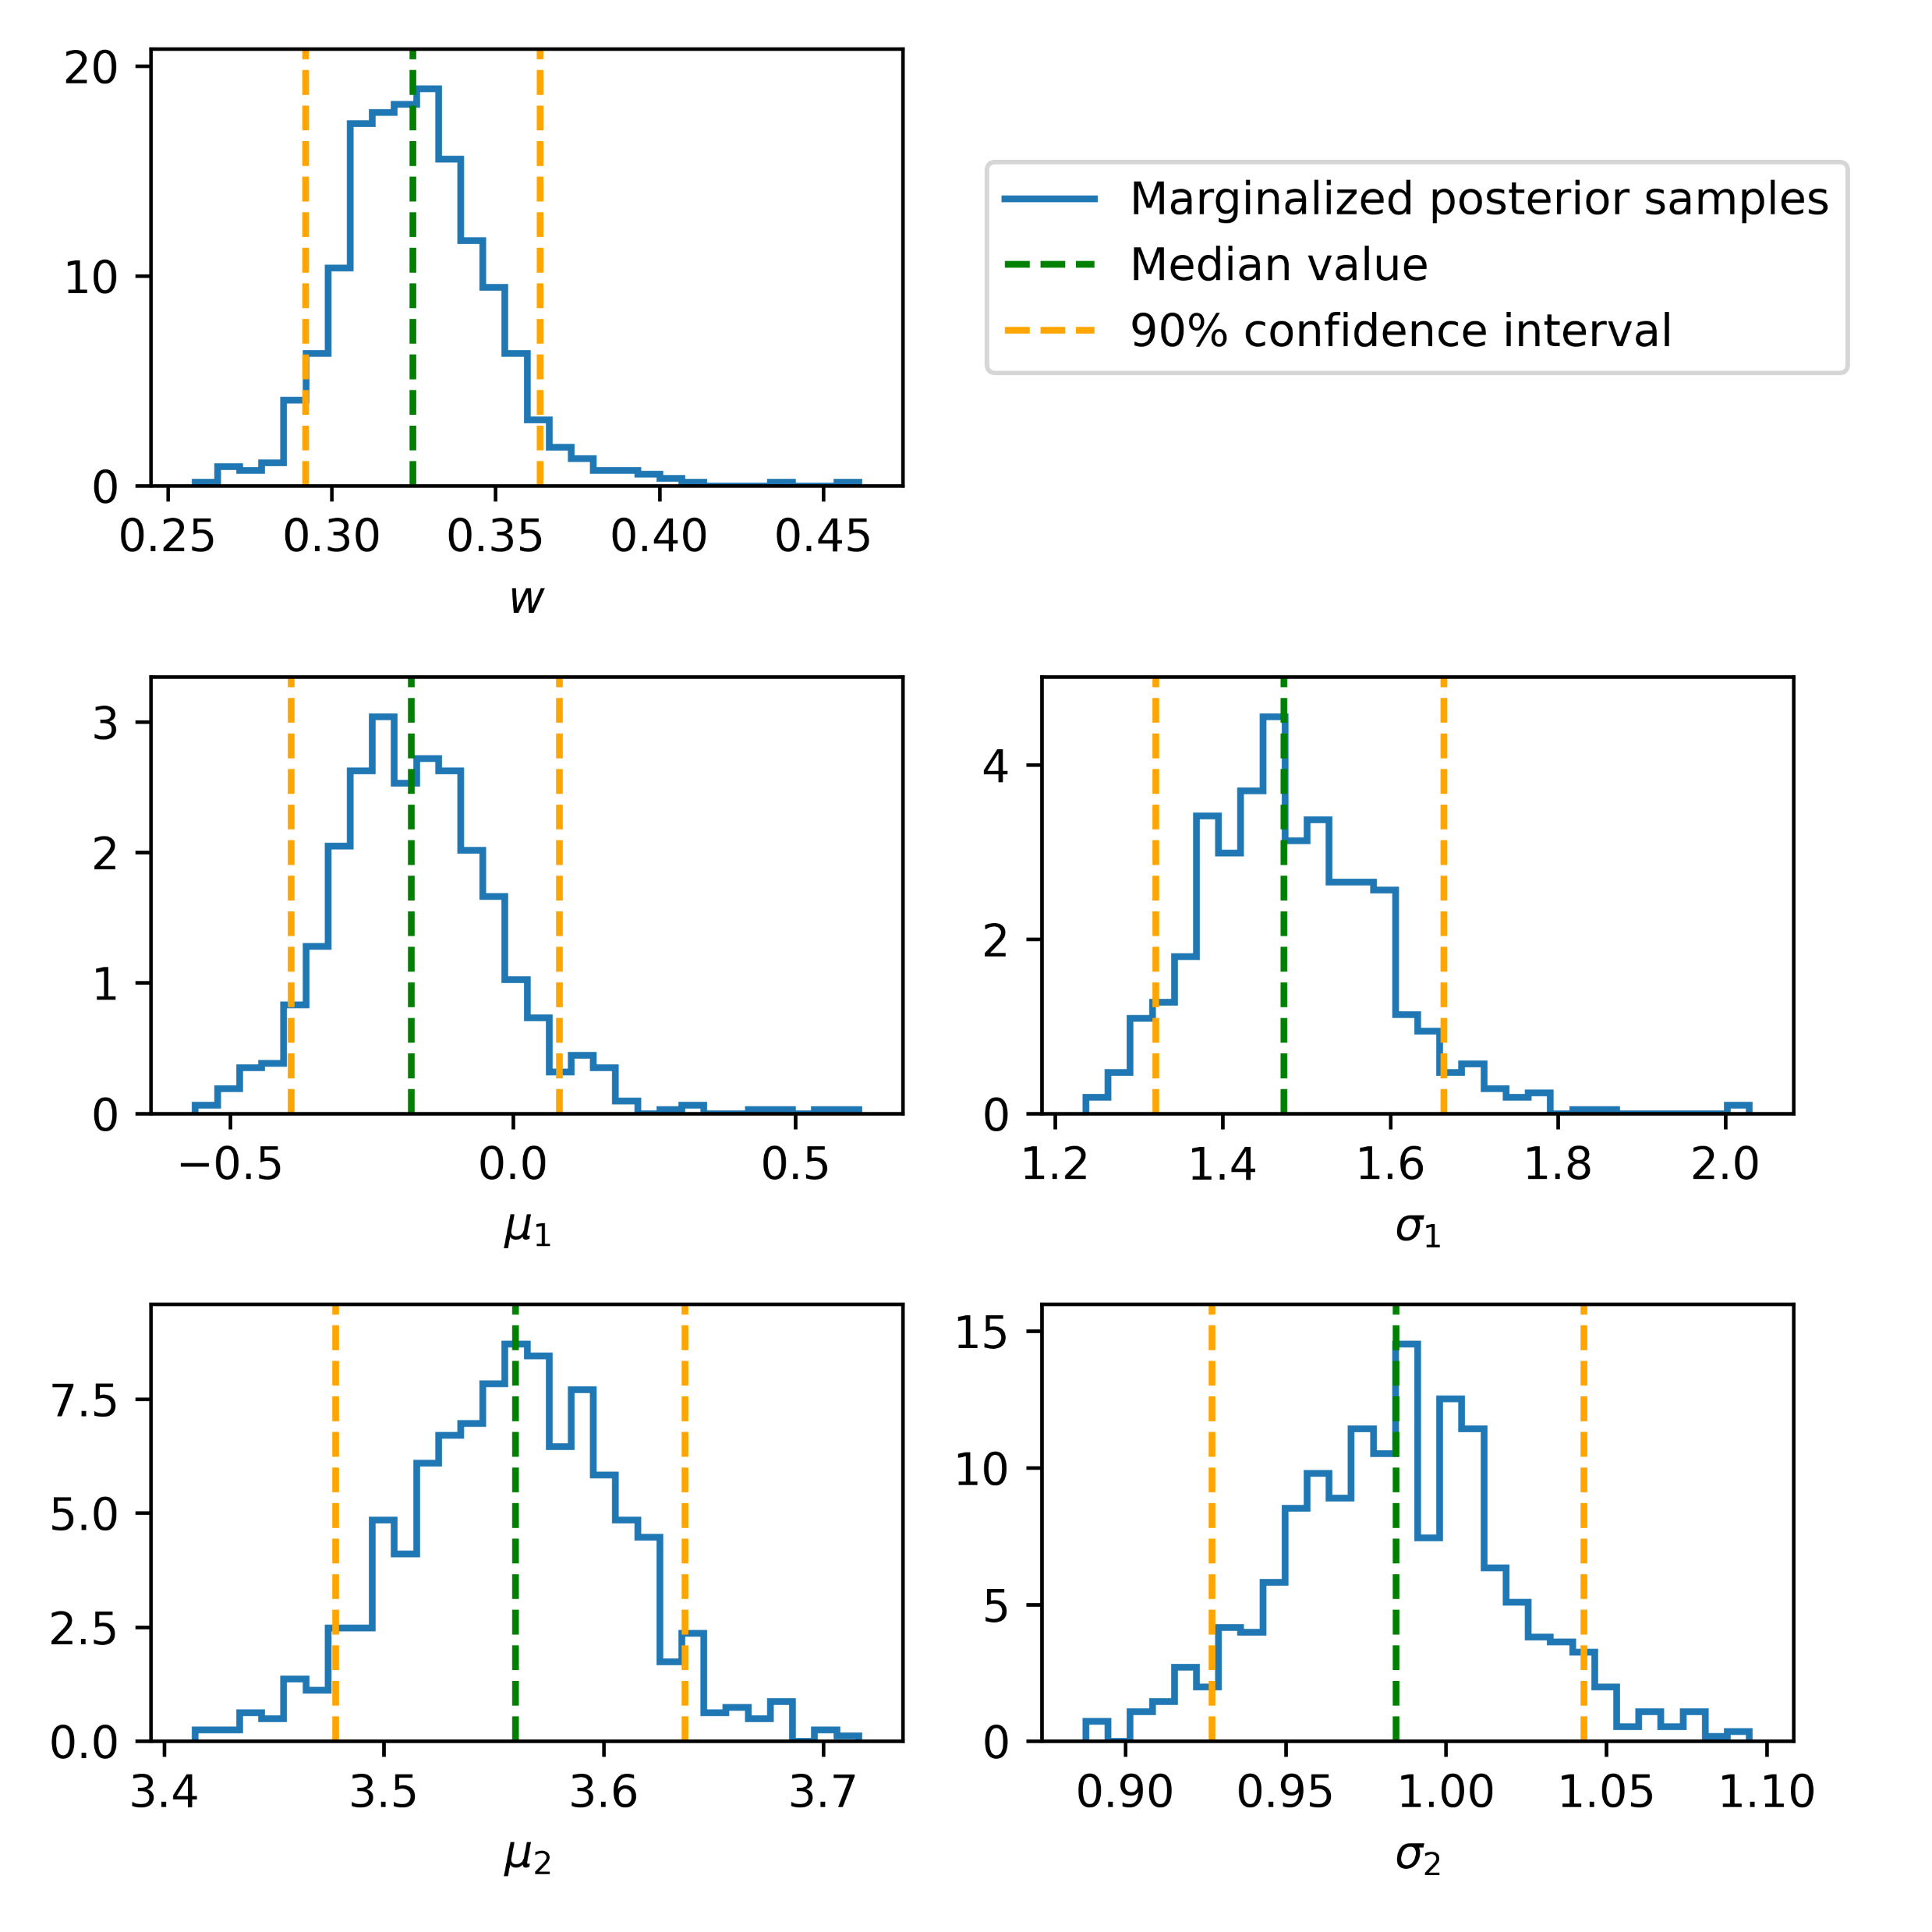 20
10
0
0.25 0.30 0.35 0.40 0.45
w
Marginalized posterior samples
Median value
90% confidence interval
3
2
1
0
−0.5 0.0 0.5
μ1
4
2
0
1.2 1.4 1.6 1.8 2.0
σ1
7.5
5.0
2.5
0.0
3.4 3.5 3.6 3.7
μ2
15
10
5
0
0.90 0.95 1.00 1.05 1.10
σ2